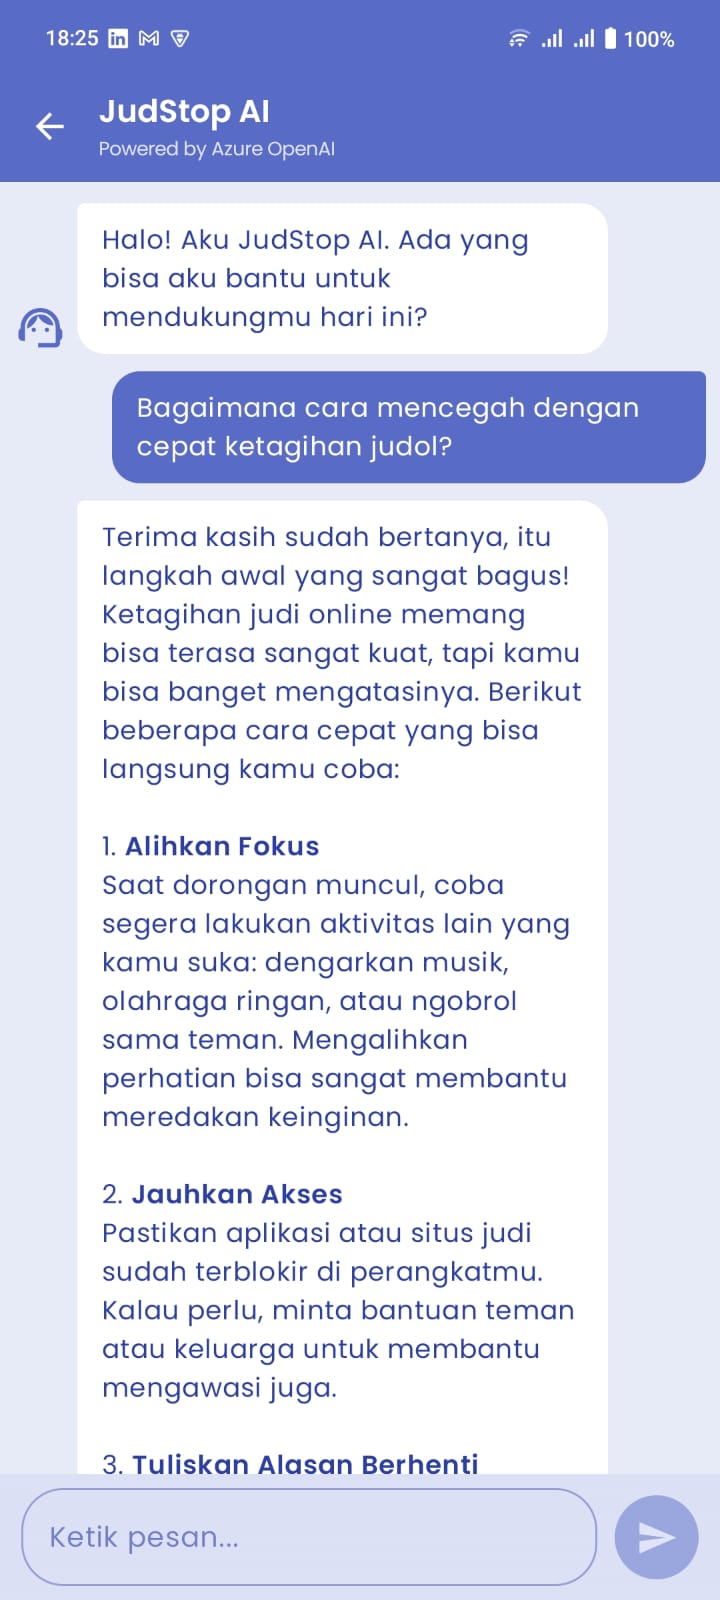 18:25
100%
JudStop AI
Powered by Azure OpenAI
Halo! Aku JudStop AI. Ada yang
bisa aku bantu untuk
mendukungmu hari ini?
Bagaimana cara mencegah dengan
cepat ketagihan judol?
Terima kasih sudah bertanya, itu
langkah awal yang sangat bagus!
Ketagihan judi online memang
bisa terasa sangat kuat, tapi kamu
bisa banget mengatasinya. Berikut
beberapa cara cepat yang bisa
langsung kamu coba:
1. Alihkan Fokus
Saat dorongan muncul, coba
segera lakukan aktivitas lain yang
kamu suka: dengarkan musik,
olahraga ringan, atau ngobrol
sama teman. Mengalihkan
perhatian bisa sangat membantu
meredakan keinginan.
2. Jauhkan Akses
Pastikan aplikasi atau situs judi
sudah terblokir di perangkatmu.
Kalau perlu, minta bantuan teman
atau keluarga untuk membantu
mengawasi juga.
3. Tuliskan Alasan Berhenti
Ketik pesan...